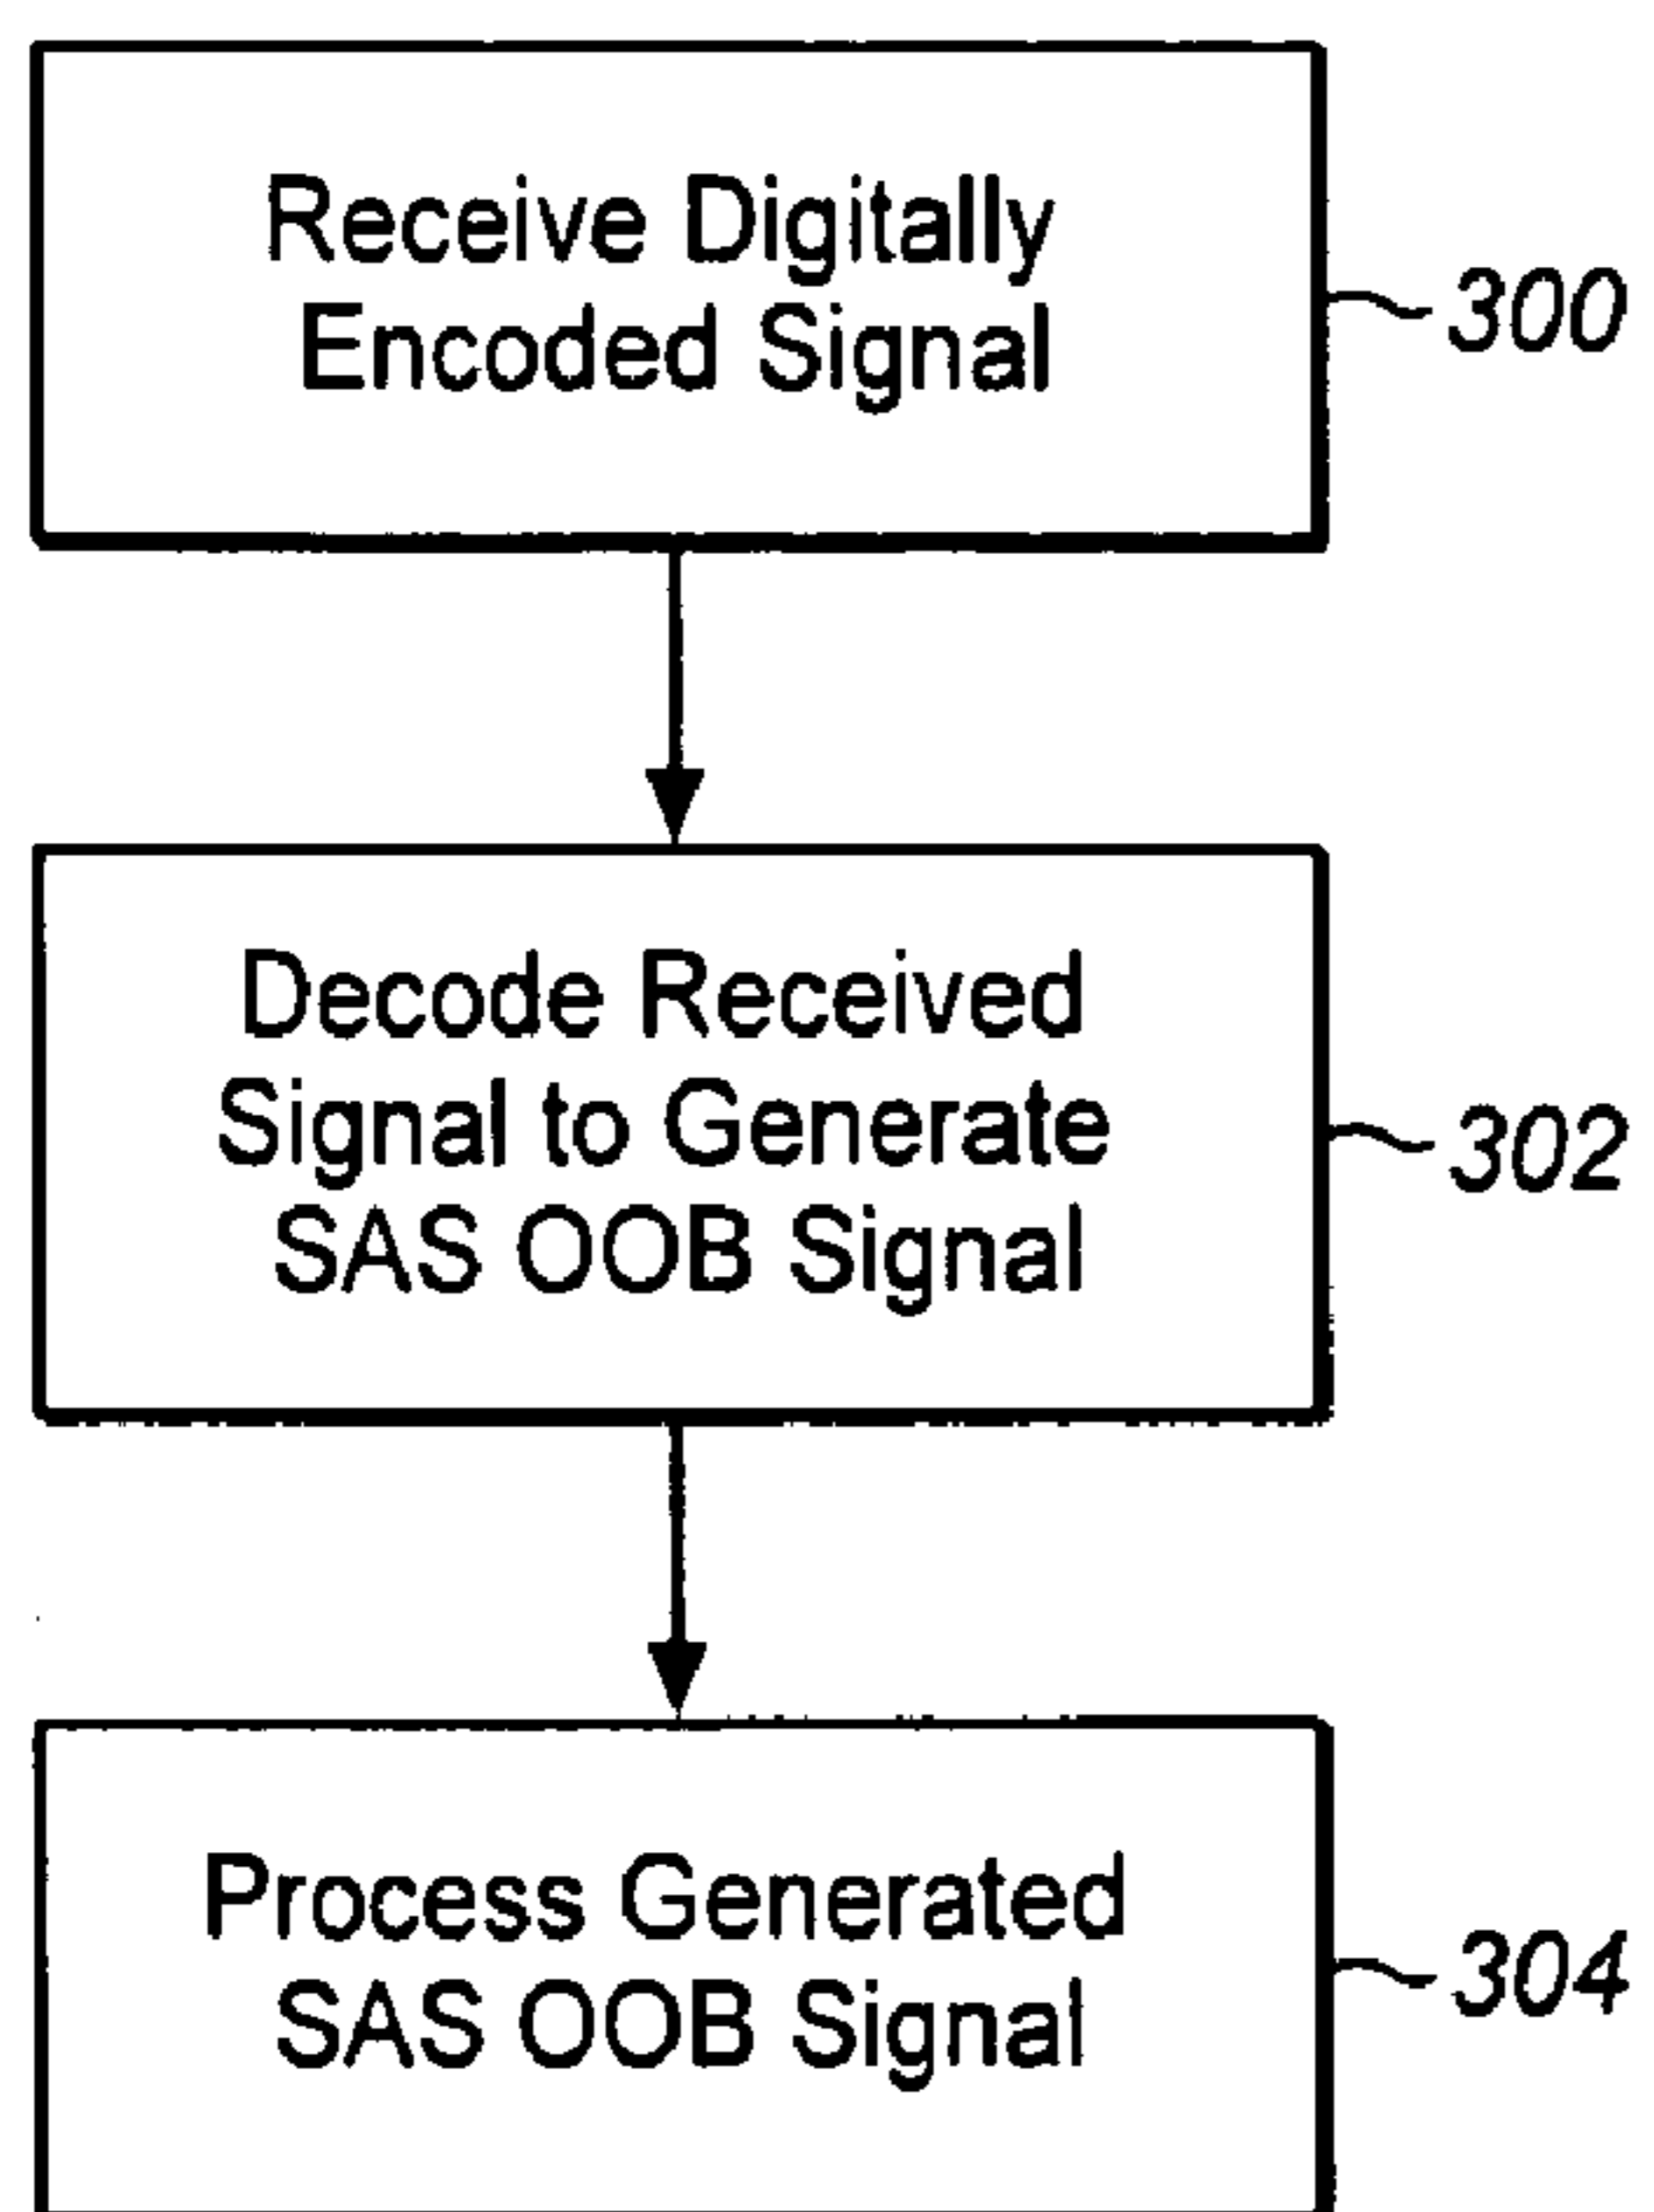 Receive Digitally
Encoded Signal
300
Decode Received
Signal to Generate
SAS OOB Signal
302
Process Generated
SAS OOB Signal
304